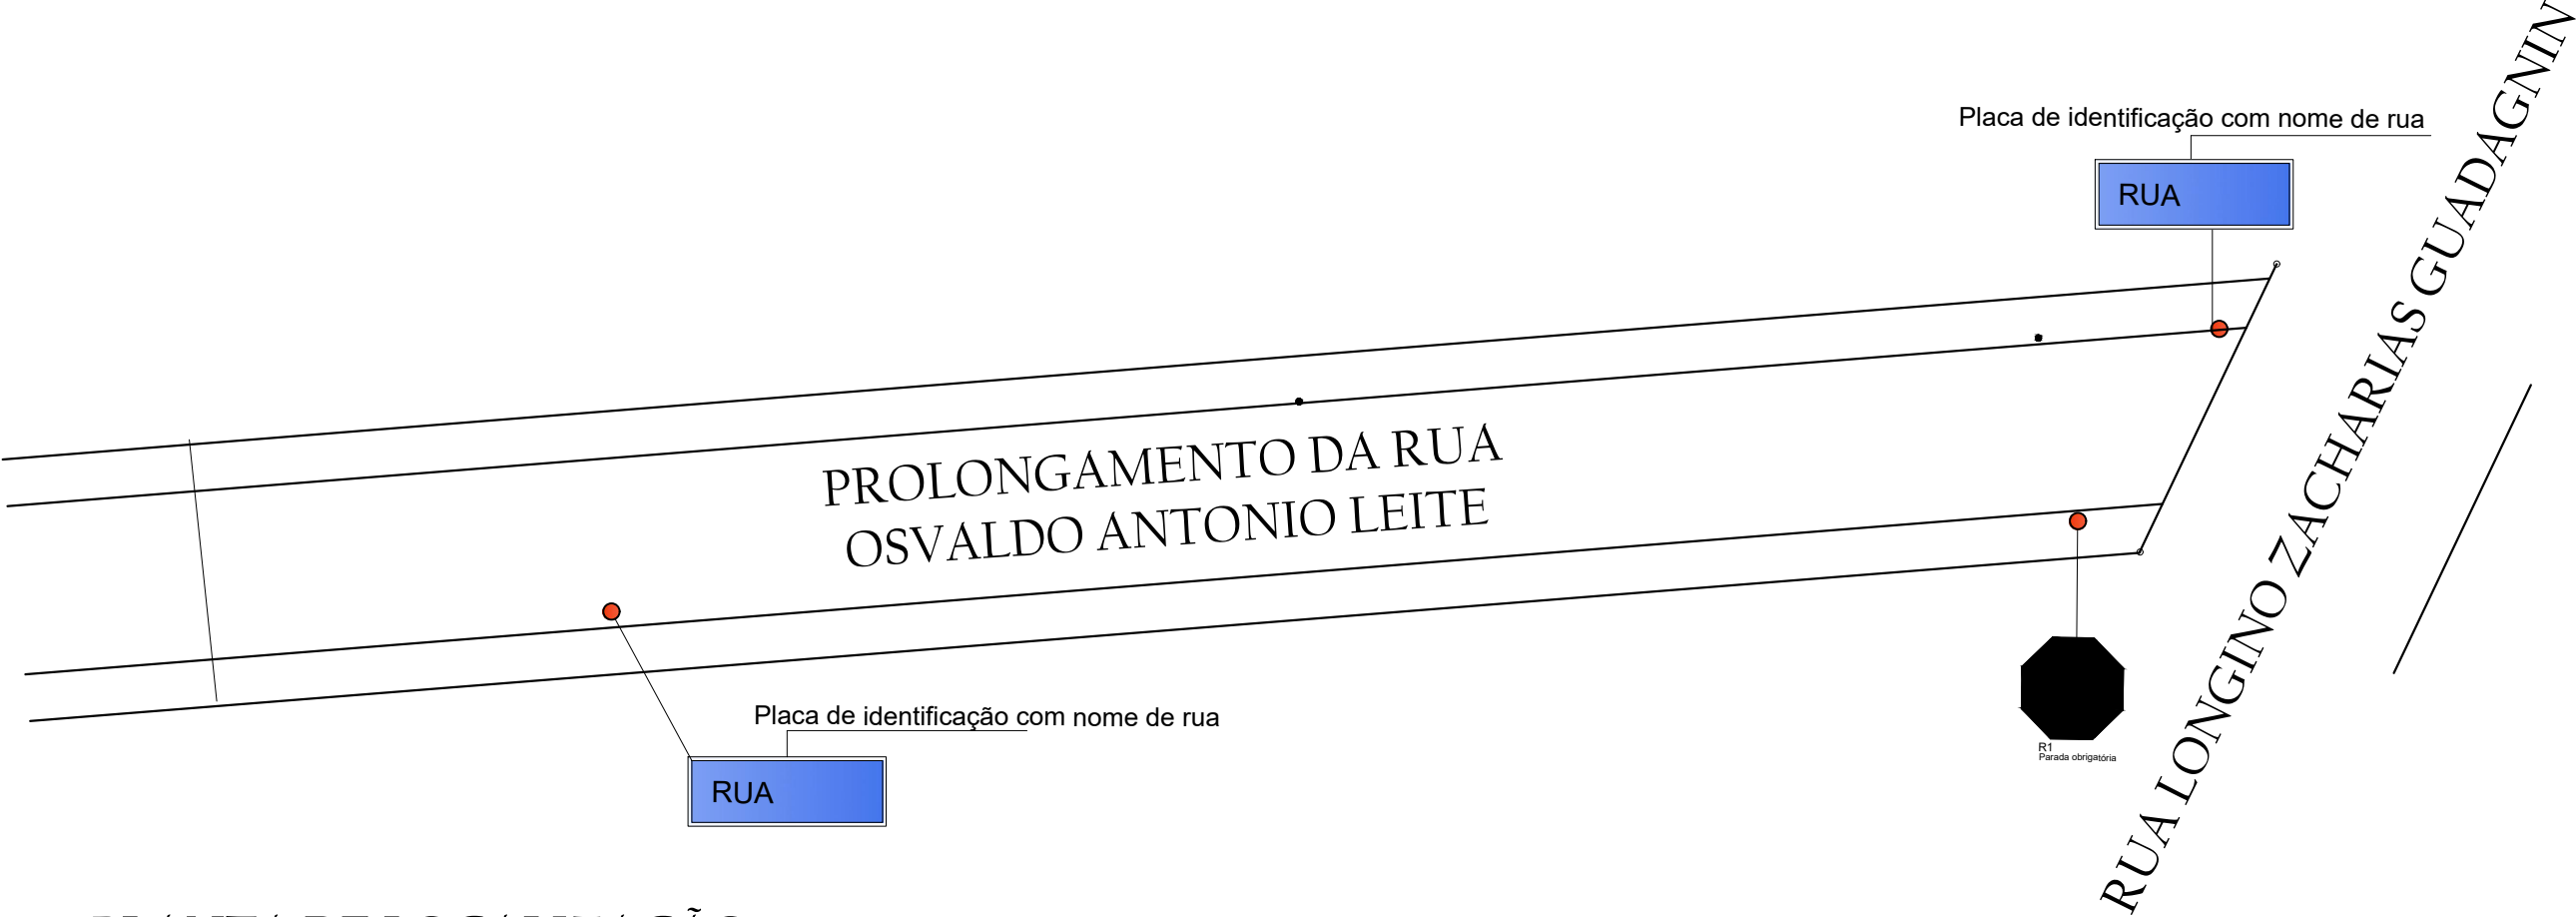 Placa de identificação com nome de rua
RUA
PROLONGAMENTO DA RUA
OSVALDO ANTONIO LEITE
RUA LONGINO ZACHARIAS GUADAGNIN
Placa de identificação com nome de rua
RUA
R1
Parada obrigatória